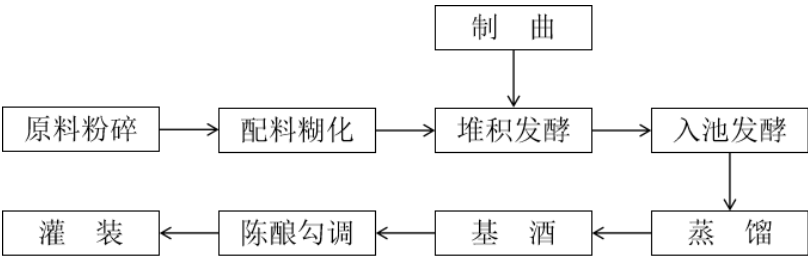 制 曲
原料粉碎
配料糊化
堆积发酵
入池发酵
灌 装
陈酿勾调
基 酒
蒸 馏